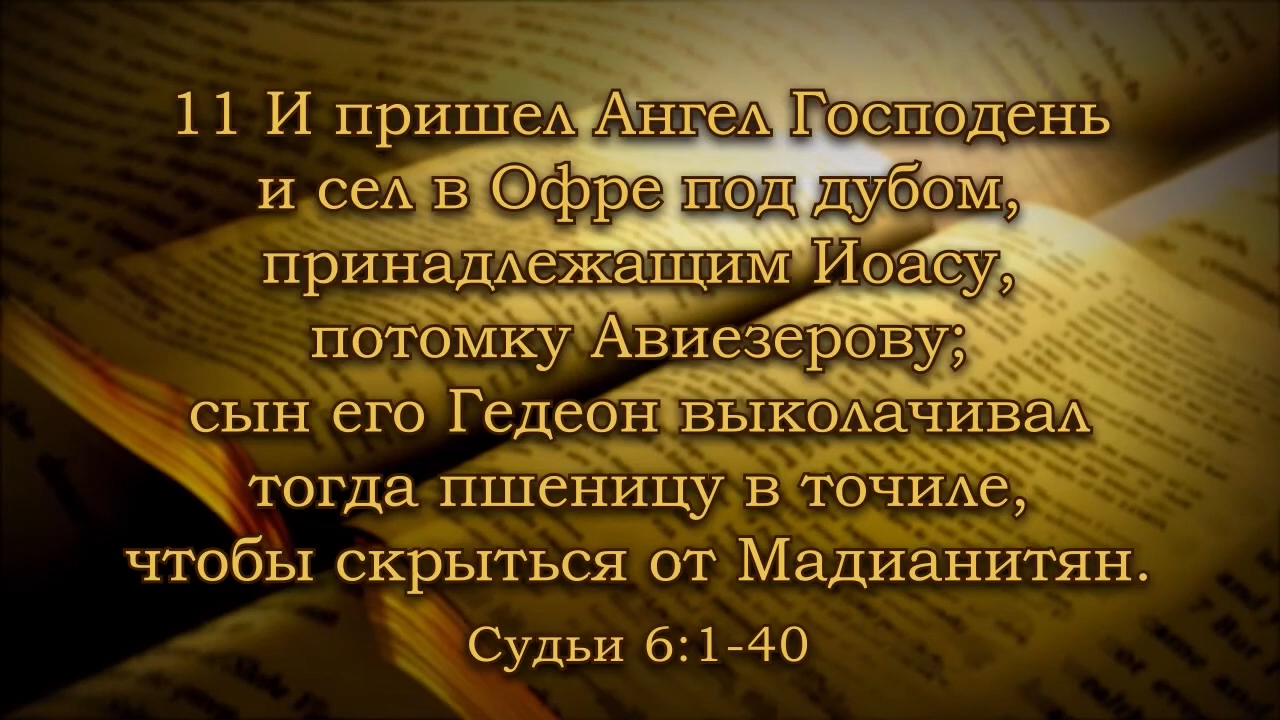 11 И пришел Ангел Господень
и сел в Офре под дубом,
принадлежащим Иоасу,
потомку Авиезерову;
сын его Гедеон выколачивал
тогда пшеницу в точиле,
чтобы скрыться от Мадианитян.
Судьи 6:1-40